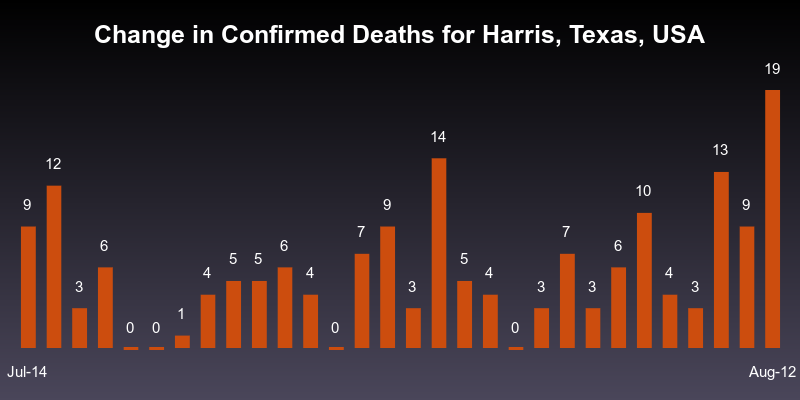 Change in Confirmed Deaths for Harris, Texas, USA
9 12 3 6 0 0 1 4 5 5 6 4 0 7 9 3 14 5 4 0 3 7 3 6 10 4 3 13 9 19
Jul-14 Aug-12